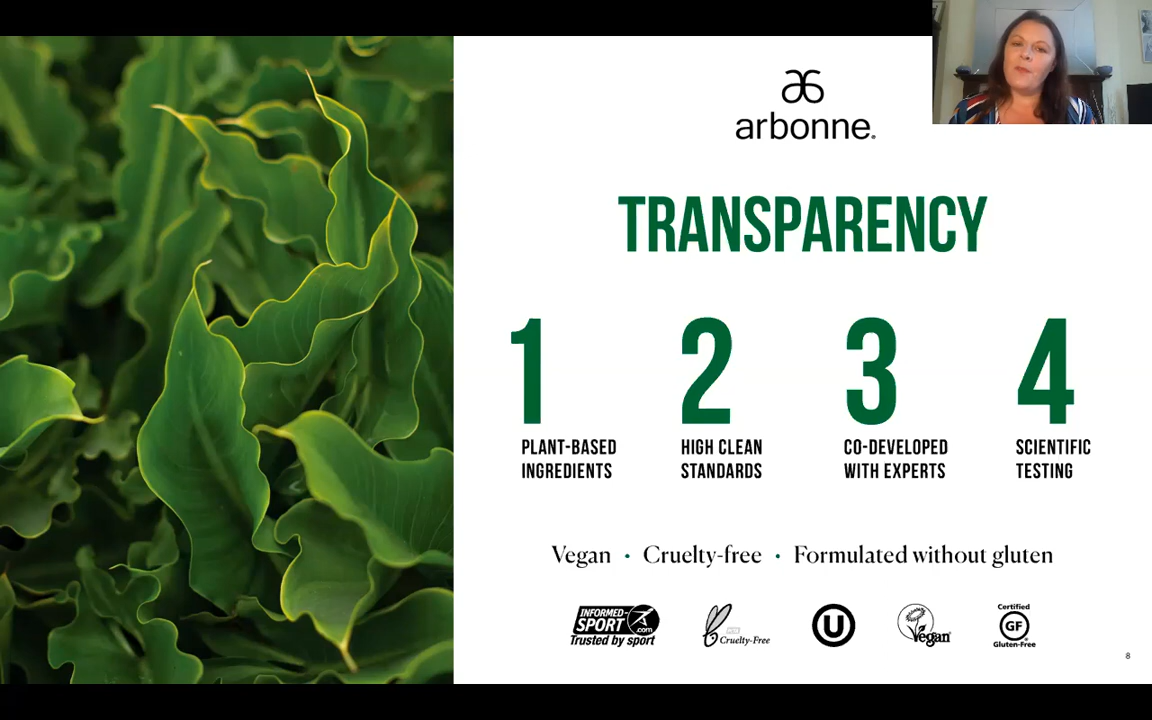 arbonne.
TRANSPARENCY
1
2
3
4
PLANT-BASED
INGREDIENTS
HIGH CLEAN
STANDARDS
CO-DEVELOPED
WITH EXPERTS
SCIENTIFIC
TESTING
Vegan • Cruelty-free • Formulated without gluten
INFORMED-
SPORT
.com
Trusted by sport
Cruelty-Free
U
Vegan
Certified
GF
Gluten-Free
8